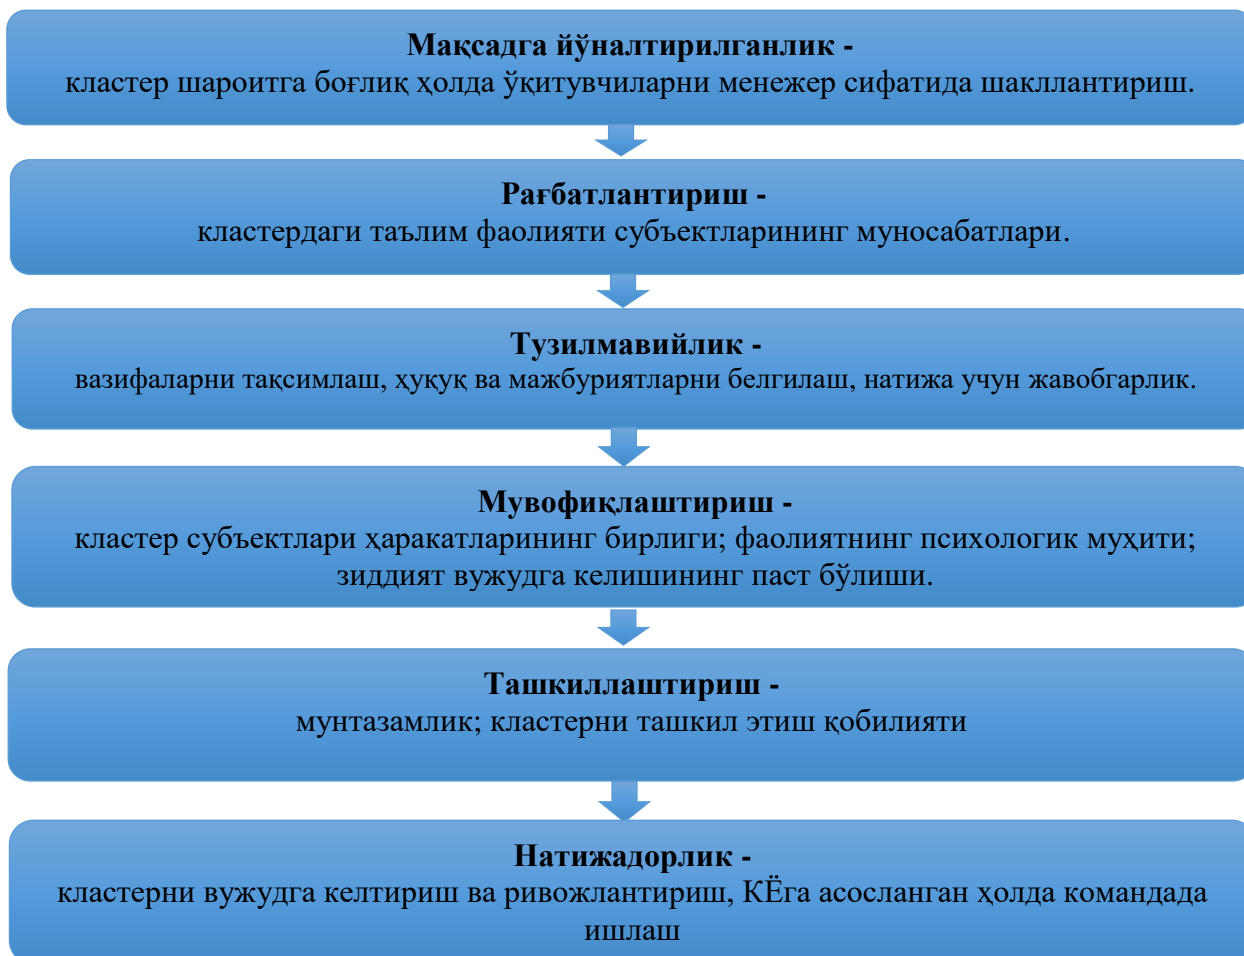 Мақсадга йўналтирилганлик -
кластер шароитга боғлиқ ҳолда ўқитувчиларни менежер сифатида шакллантириш.
Рағбатлантириш -
кластердаги таълим фаолияти субъектларининг муносабатлари.
Тузилмавийлик -
вазифаларни тақсимлаш, ҳуқуқ ва мажбуриятларни белгилаш, натижа учун жавобгарлик.
Мувофиқлаштириш -
кластер субъектлари ҳаракатларининг бирлиги; фаолиятнинг психологик муҳити;
зиддият вужудга келишининг паст бўлиши.
Ташкиллаштириш -
мунтазамлик; кластерни ташкил этиш қобилияти
Натижадорлик -
кластерни вужудга келтириш ва ривожлантириш, КЁга асосланган ҳолда командада
ишлаш